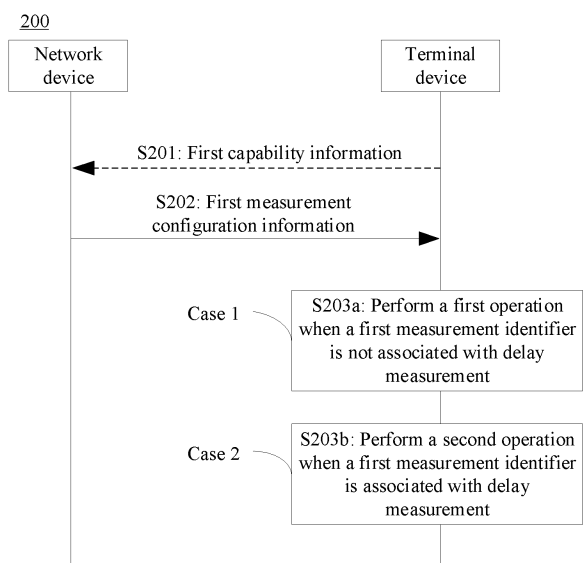 200
Network
device
Terminal
device
S201: First capability information
S202: First measurement
configuration information
Case 1
S203a: Perform a first operation
when a first measurement identifier
is not associated with delay
measurement
Case 2
S203b: Perform a second operation
when a first measurement identifier
is associated with delay
measurement